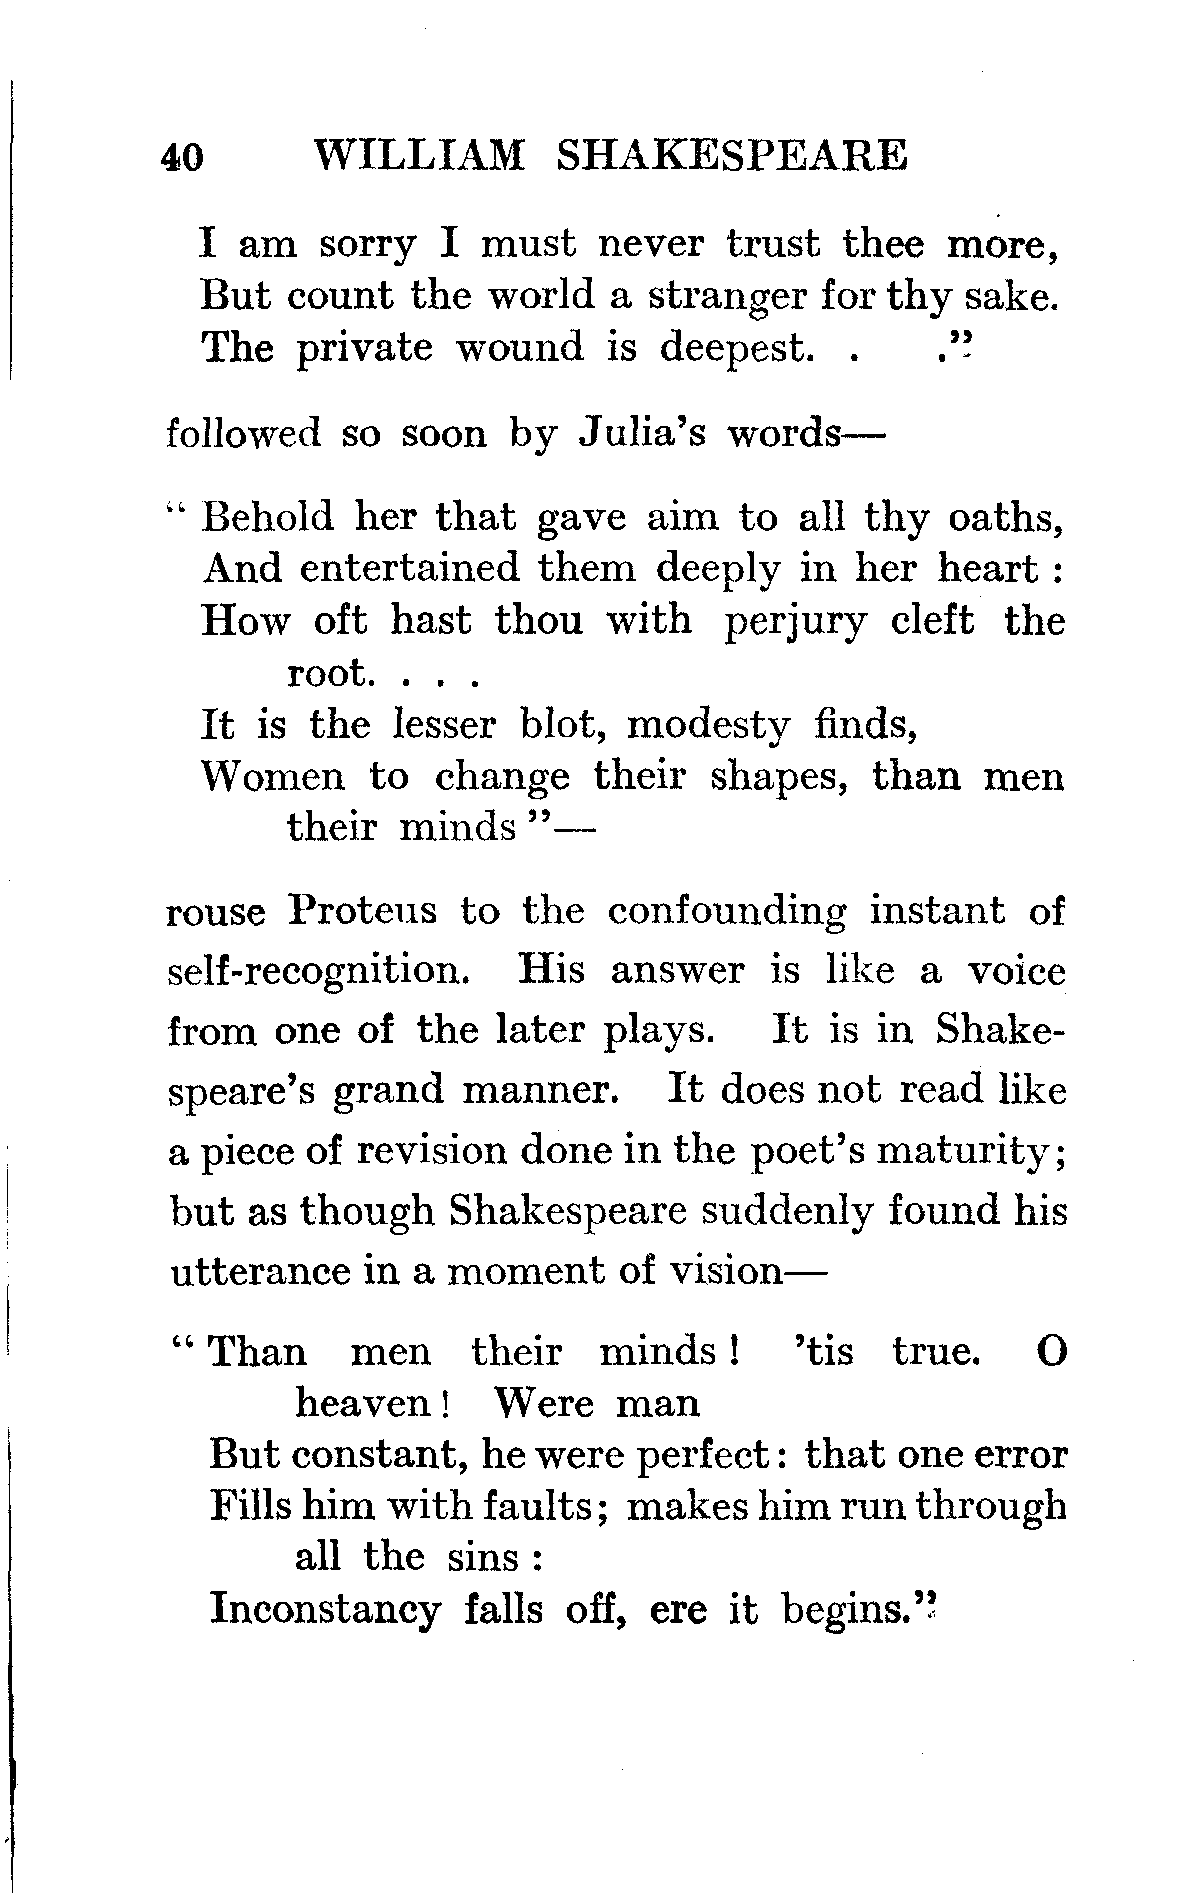 40 WILLIAM SHAKESPEARE
I am sorry I must never trust thee more,
But count the world a stranger for thy sake.
The private wound is deepest. . ."
followed so soon by Julia's words—
" Behold her that gave aim to all thy oaths,
And entertained them deeply in her heart :
How oft hast thou with perjury cleft the
root. . . .
It is the lesser blot, modesty finds,
Women to change their shapes, than men
their minds "—
rouse Proteus to the confounding instant of
self-recognition. His answer is like a voice
from one of the later plays. It is in Shake-
speare's grand manner. It does not read like
a piece of revision done in the poet's maturity;
but as though Shakespeare suddenly found his
utterance in a moment of vision—
" Than men their minds ! 'tis true. O
heaven ! Were man
But constant, he were perfect : that one error
Fills him with faults ; makes him run through
all the sins :
Inconstancy falls off, ere it begins."